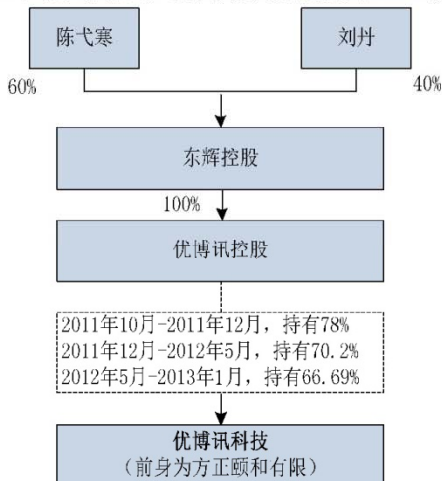 陈弋寒
刘丹
60%
40%
东辉控股
100%
优博讯控股
2011年10月-2011年12月，持有78%
2011年12月-2012年5月，持有70.2%
2012年5月-2013年1月，持有66.69%
优博讯科技
（前身为方正颐和有限）